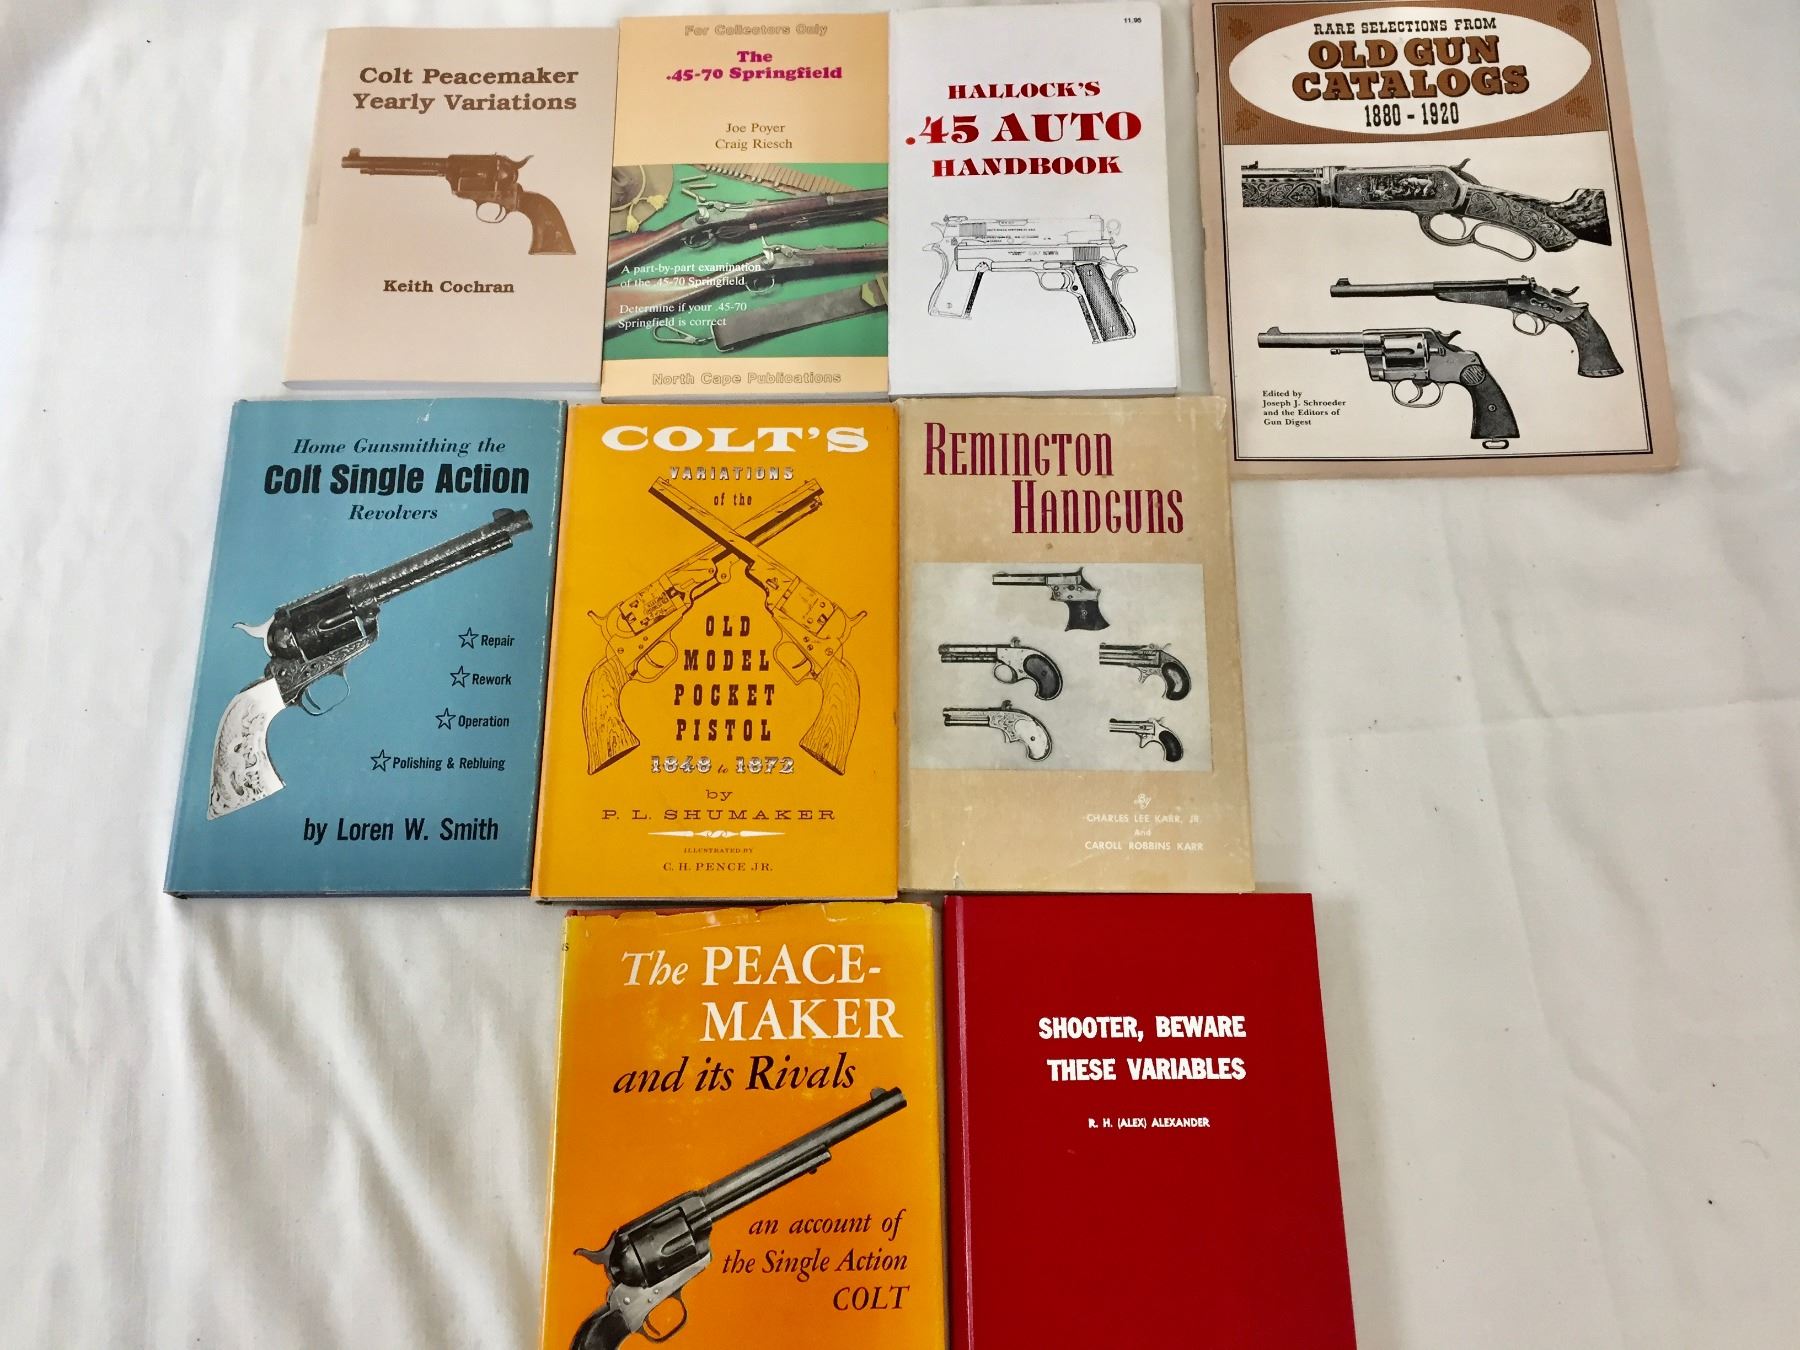 Colt Peacemaker
Yearly Variations
Keith Cochran
For Collectors Only
The
.45-70 Springfield
Joe Poyer
Craig Riesch
A part-by-part examination
of the .45-70 Springfield
Determine if your .45-70
Springfield is correct
North Cape Publications
11.95
HALLOCK'S
.45 AUTO
HANDBOOK
RARE SELECTIONS FROM
OLD GUN
CATALOGS
1880 - 1920
Edited by
Joseph J. Schroeder
and the Editors of
Gun Digest
Home Gunsmithing the
Colt Single Action
Revolvers
Repair
Rework
Operation
Polishing & Rebluing
by Loren W. Smith
COLT'S
VARIATIONS
of the
OLD
MODEL
POCKET
PISTOL
1848 to 1872
by
P. L. SHUMAKER
ILLUSTRATED BY
C. H. PENCE JR.
REMINGTON
HANDGUNS
By
CHARLES LEE KARR, JR.
And
CAROLL ROBBINS KARR
The PEACE-
MAKER
and its Rivals
an account of
the Single Action
COLT
SHOOTER, BEWARE
THESE VARIABLES
R. H. (ALEX) ALEXANDER